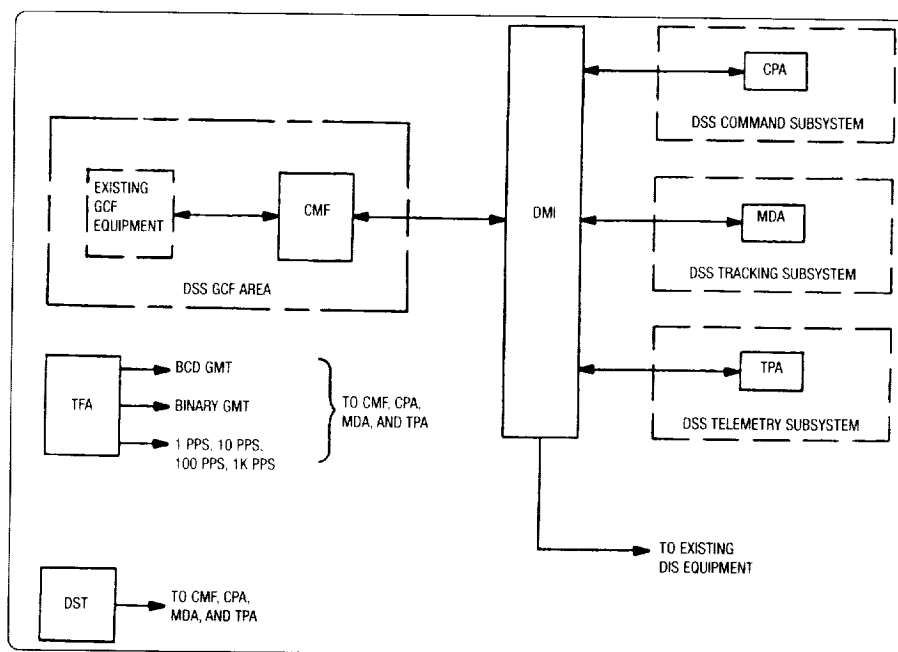 CPA
DSS COMMAND SUBSYSTEM
EXISTING
GCF
EQUIPMENT
CMF
DSS GCF AREA
DMI
MDA
DSS TRACKING SUBSYSTEM
TPA
DSS TELEMETRY SUBSYSTEM
TFA
BCD GMT
BINARY GMT
1 PPS, 10 PPS,
100 PPS, 1K PPS
TO CMF, CPA,
MDA, AND TPA
TO EXISTING
DIS EQUIPMENT
DST
TO CMF, CPA,
MDA, AND TPA